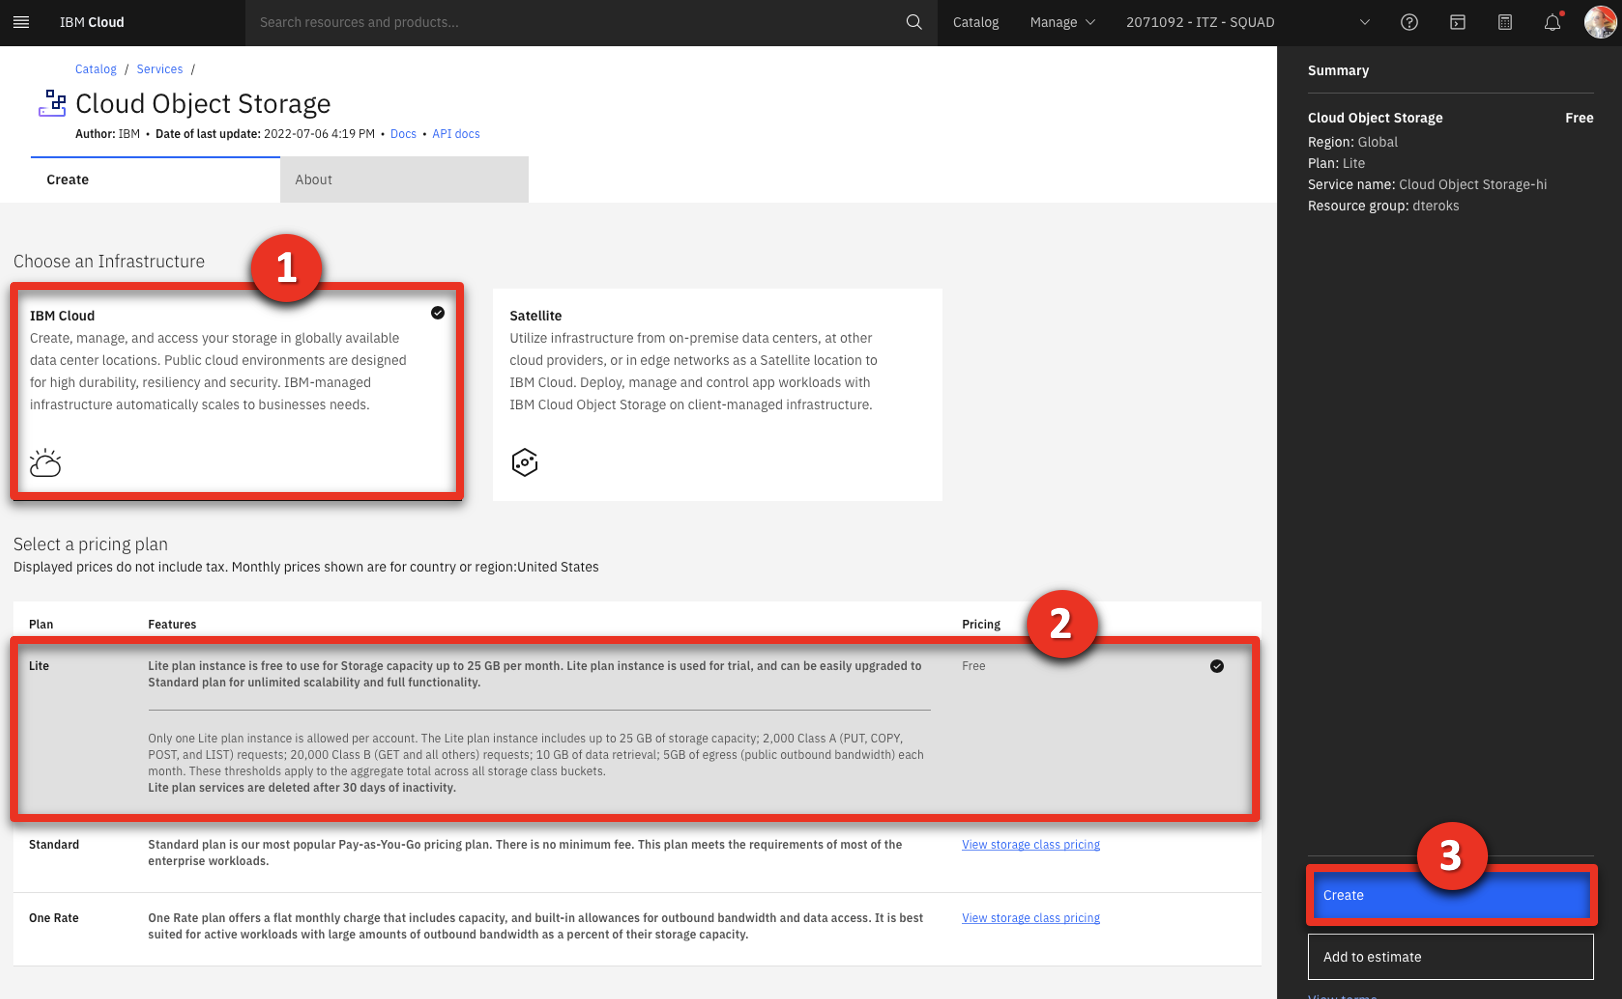 IBM Cloud
Search resources and products...
Catalog
Manage
2071092 - ITZ - SQUAD
Catalog / Services /
Cloud Object Storage
Author: IBM • Date of last update: 2022-07-06 4:19 PM • Docs • API docs
Create
About
Choose an Infrastructure
1
IBM Cloud
Create, manage, and access your storage in globally available
data center locations. Public cloud environments are designed
for high durability, resiliency and security. IBM-managed
infrastructure automatically scales to businesses needs.
Satellite
Utilize infrastructure from on-premise data centers, at other
cloud providers, or in edge networks as a Satellite location to
IBM Cloud. Deploy, manage and control app workloads with
IBM Cloud Object Storage on client-managed infrastructure.
Select a pricing plan
Displayed prices do not include tax. Monthly prices shown are for country or region:United States
Plan
Features
Pricing
2
Lite
Lite plan instance is free to use for Storage capacity up to 25 GB per month. Lite plan instance is used for trial, and can be easily upgraded to
Standard plan for unlimited scalability and full functionality.
Free
Only one Lite plan instance is allowed per account. The Lite plan instance includes up to 25 GB of storage capacity; 2,000 Class A (PUT, COPY,
POST, and LIST) requests; 20,000 Class B (GET and all others) requests; 10 GB of data retrieval; 5GB of egress (public outbound bandwidth) each
month. These thresholds apply to the aggregate total across all storage class buckets.
Lite plan services are deleted after 30 days of inactivity.
Standard
Standard plan is our most popular Pay-as-You-Go pricing plan. There is no minimum fee. This plan meets the requirements of most of the
enterprise workloads.
View storage class pricing
One Rate
One Rate plan offers a flat monthly charge that includes capacity, and built-in allowances for outbound bandwidth and data access. It is best
suited for active workloads with large amounts of outbound bandwidth as a percent of their storage capacity.
View storage class pricing
Summary
Cloud Object Storage
Free
Region: Global
Plan: Lite
Service name: Cloud Object Storage-hi
Resource group: dteroks
3
Create
Add to estimate
View terms